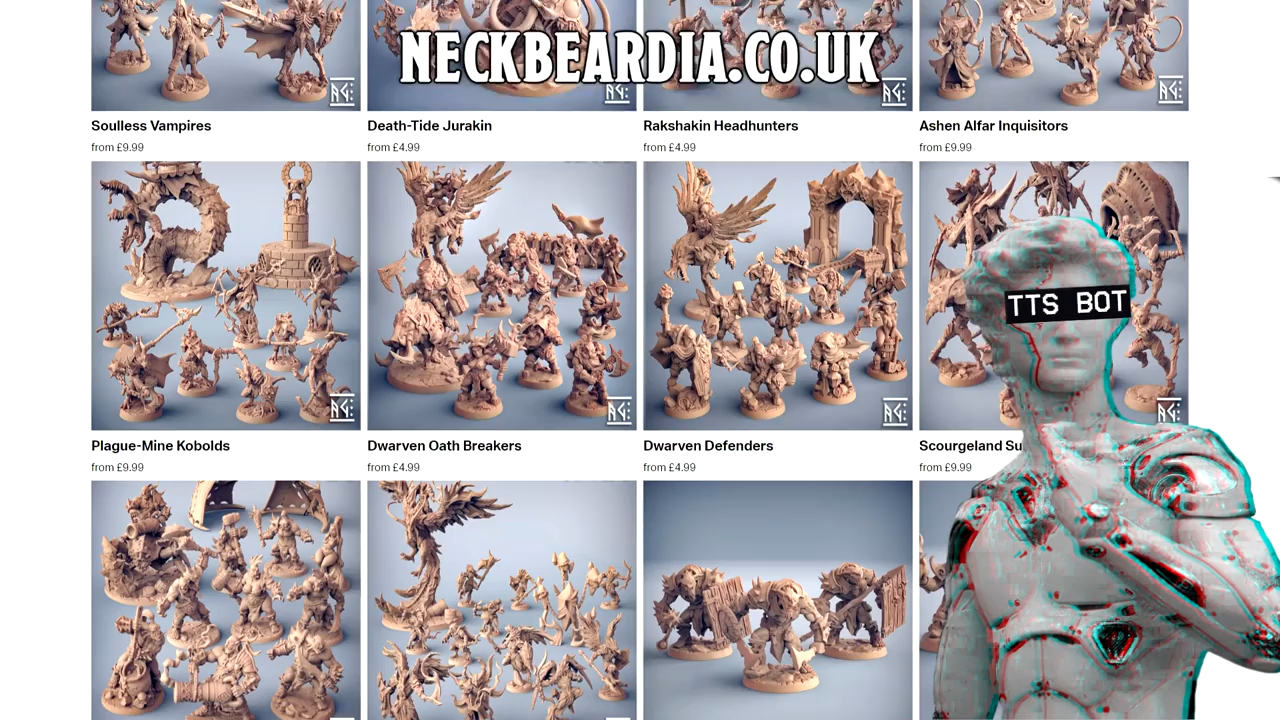 NECKBEARDIA.CO.UK
Soulless Vampires
from £9.99
Death-Tide Jurakin
from £4.99
Rakshakin Headhunters
from £4.99
Ashen Alfar Inquisitors
from £9.99
TTS BOT
Plague-Mine Kobolds
from £9.99
Dwarven Oath Breakers
from £4.99
Dwarven Defenders
from £4.99
Scourgeland Su
from £9.99